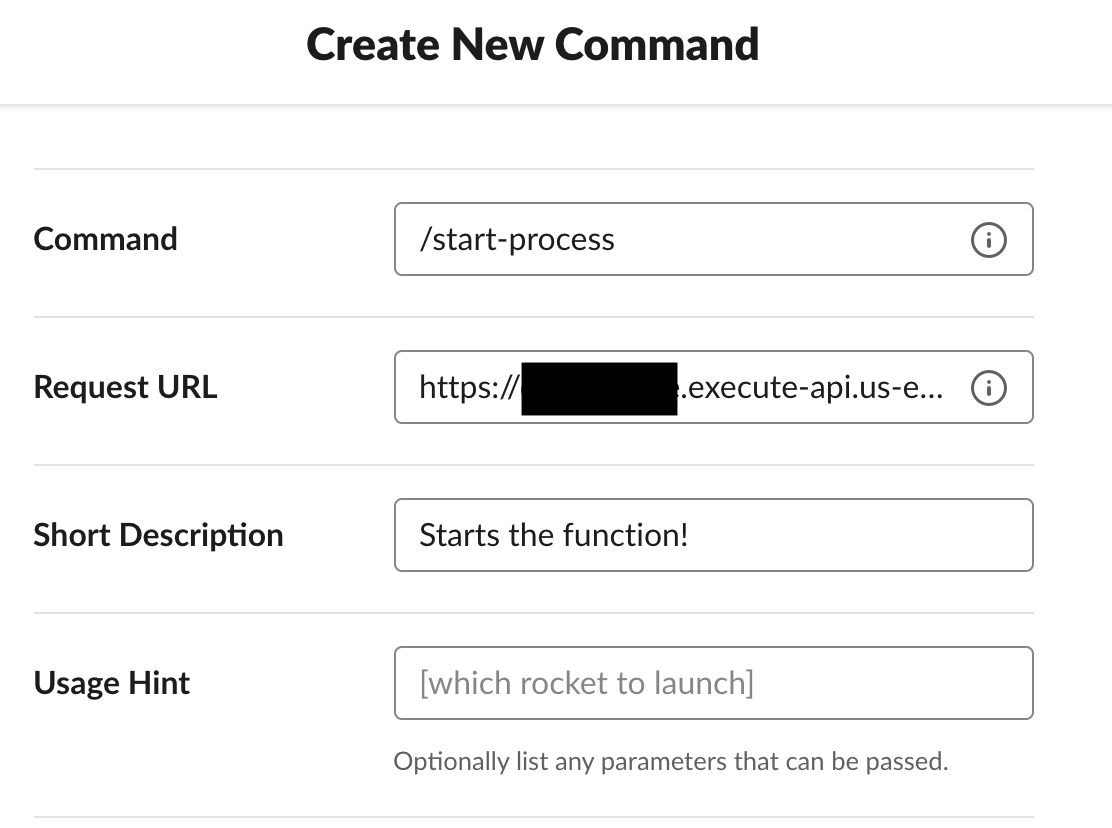 Create New Command
Command
/start-process
Request URL
https:// .execute-api.us-e...
Short Description
Starts the function!
Usage Hint
[which rocket to launch]
Optionally list any parameters that can be passed.